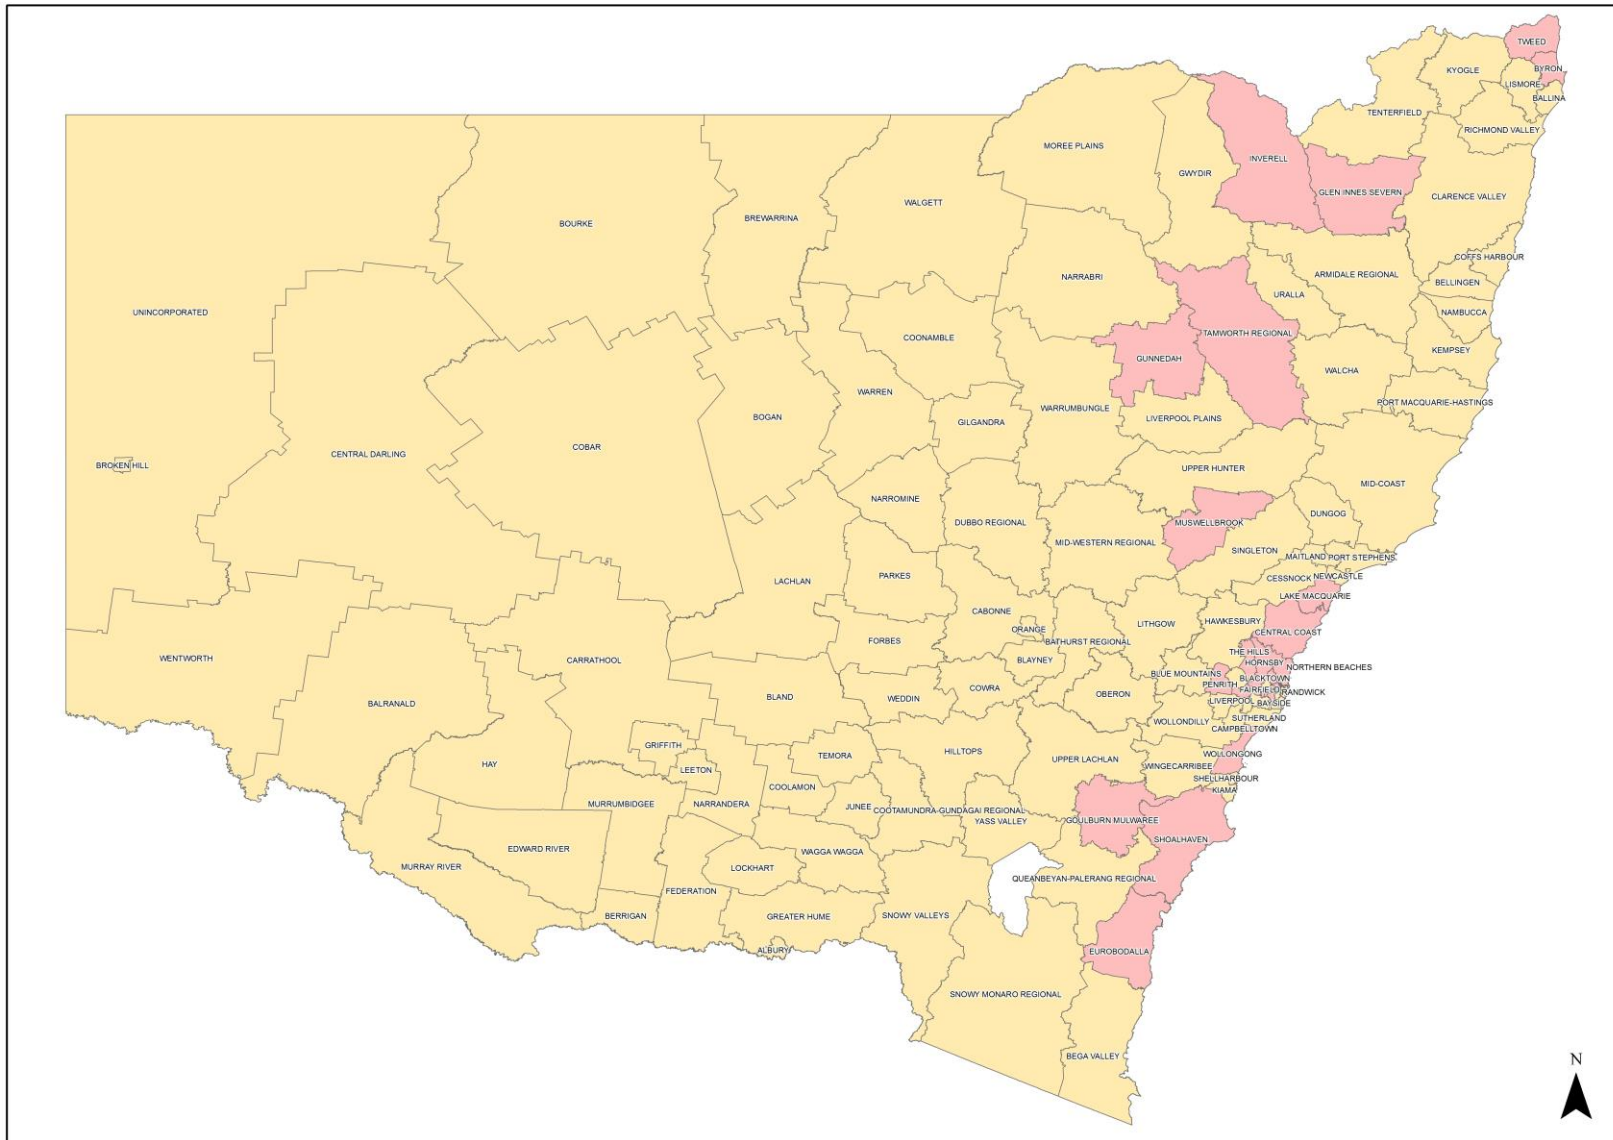 TWEED
BYRON
KYOGLE
LISMORE
BALLINA
TENTERFIELD
RICHMOND VALLEY
MOREE PLAINS
INVERELL
GWYDIR
GLEN INNES SEVERN
CLARENCE VALLEY
WALGETT
BREWARRINA
BOURKE
COFFS HARBOUR
ARMIDALE REGIONAL
NARRABRI
BELLINGEN
URALLA
UNINCORPORATED
NAMBUCCA
TAMWORTH REGIONAL
COONAMBLE
KEMPSEY
GUNNEDAH
WALCHA
WARREN
PORT MACQUARIE-HASTINGS
WARRUMBUNGLE
BOGAN
LIVERPOOL PLAINS
GILGANDRA
COBAR
CENTRAL DARLING
BROKEN HILL
UPPER HUNTER
MID-COAST
NARROMINE
DUNGOG
MUSWELLBROOK
DUBBO REGIONAL
MID-WESTERN REGIONAL
SINGLETON
MAITLAND
PORT STEPHENS
PARKES
NEWCASTLE
CESSNOCK
LACHLAN
LAKE MACQUARIE
CABONNE
HAWKESBURY
LITHGOW
ORANGE
CENTRAL COAST
FORBES
BATHURST REGIONAL
THE HILLS
WENTWORTH
CARRATHOOL
BLAYNEY
HORNSBY
NORTHERN BEACHES
BLUE MOUNTAINS
BLACKTOWN
PENRITH
COWRA
FAIRFIELD
RANDWICK
OBERON
BLAND
WEDDIN
LIVERPOOL
BAYSIDE
BALRANALD
SUTHERLAND
WOLLONDILLY
CAMPBELLTOWN
GRIFFITH
HILLTOPS
TEMORA
WOLLONGONG
UPPER LACHLAN
HAY
WINGECARRIBEE
LEETON
SHELLHARBOUR
COOLAMON
KIAMA
MURRUMBIDGEE
NARRANDERA
JUNEE
COOTAMUNDRA-GUNDAGAI REGIONAL
YASS VALLEY
GOULBURN MULWAREE
SHOALHAVEN
EDWARD RIVER
WAGGA WAGGA
MURRAY RIVER
LOCKHART
QUEANBEYAN-PALERANG REGIONAL
FEDERATION
BERRIGAN
GREATER HUME
SNOWY VALLEYS
ALBURY
EUROBODALLA
SNOWY MONARO REGIONAL
BEGA VALLEY
N